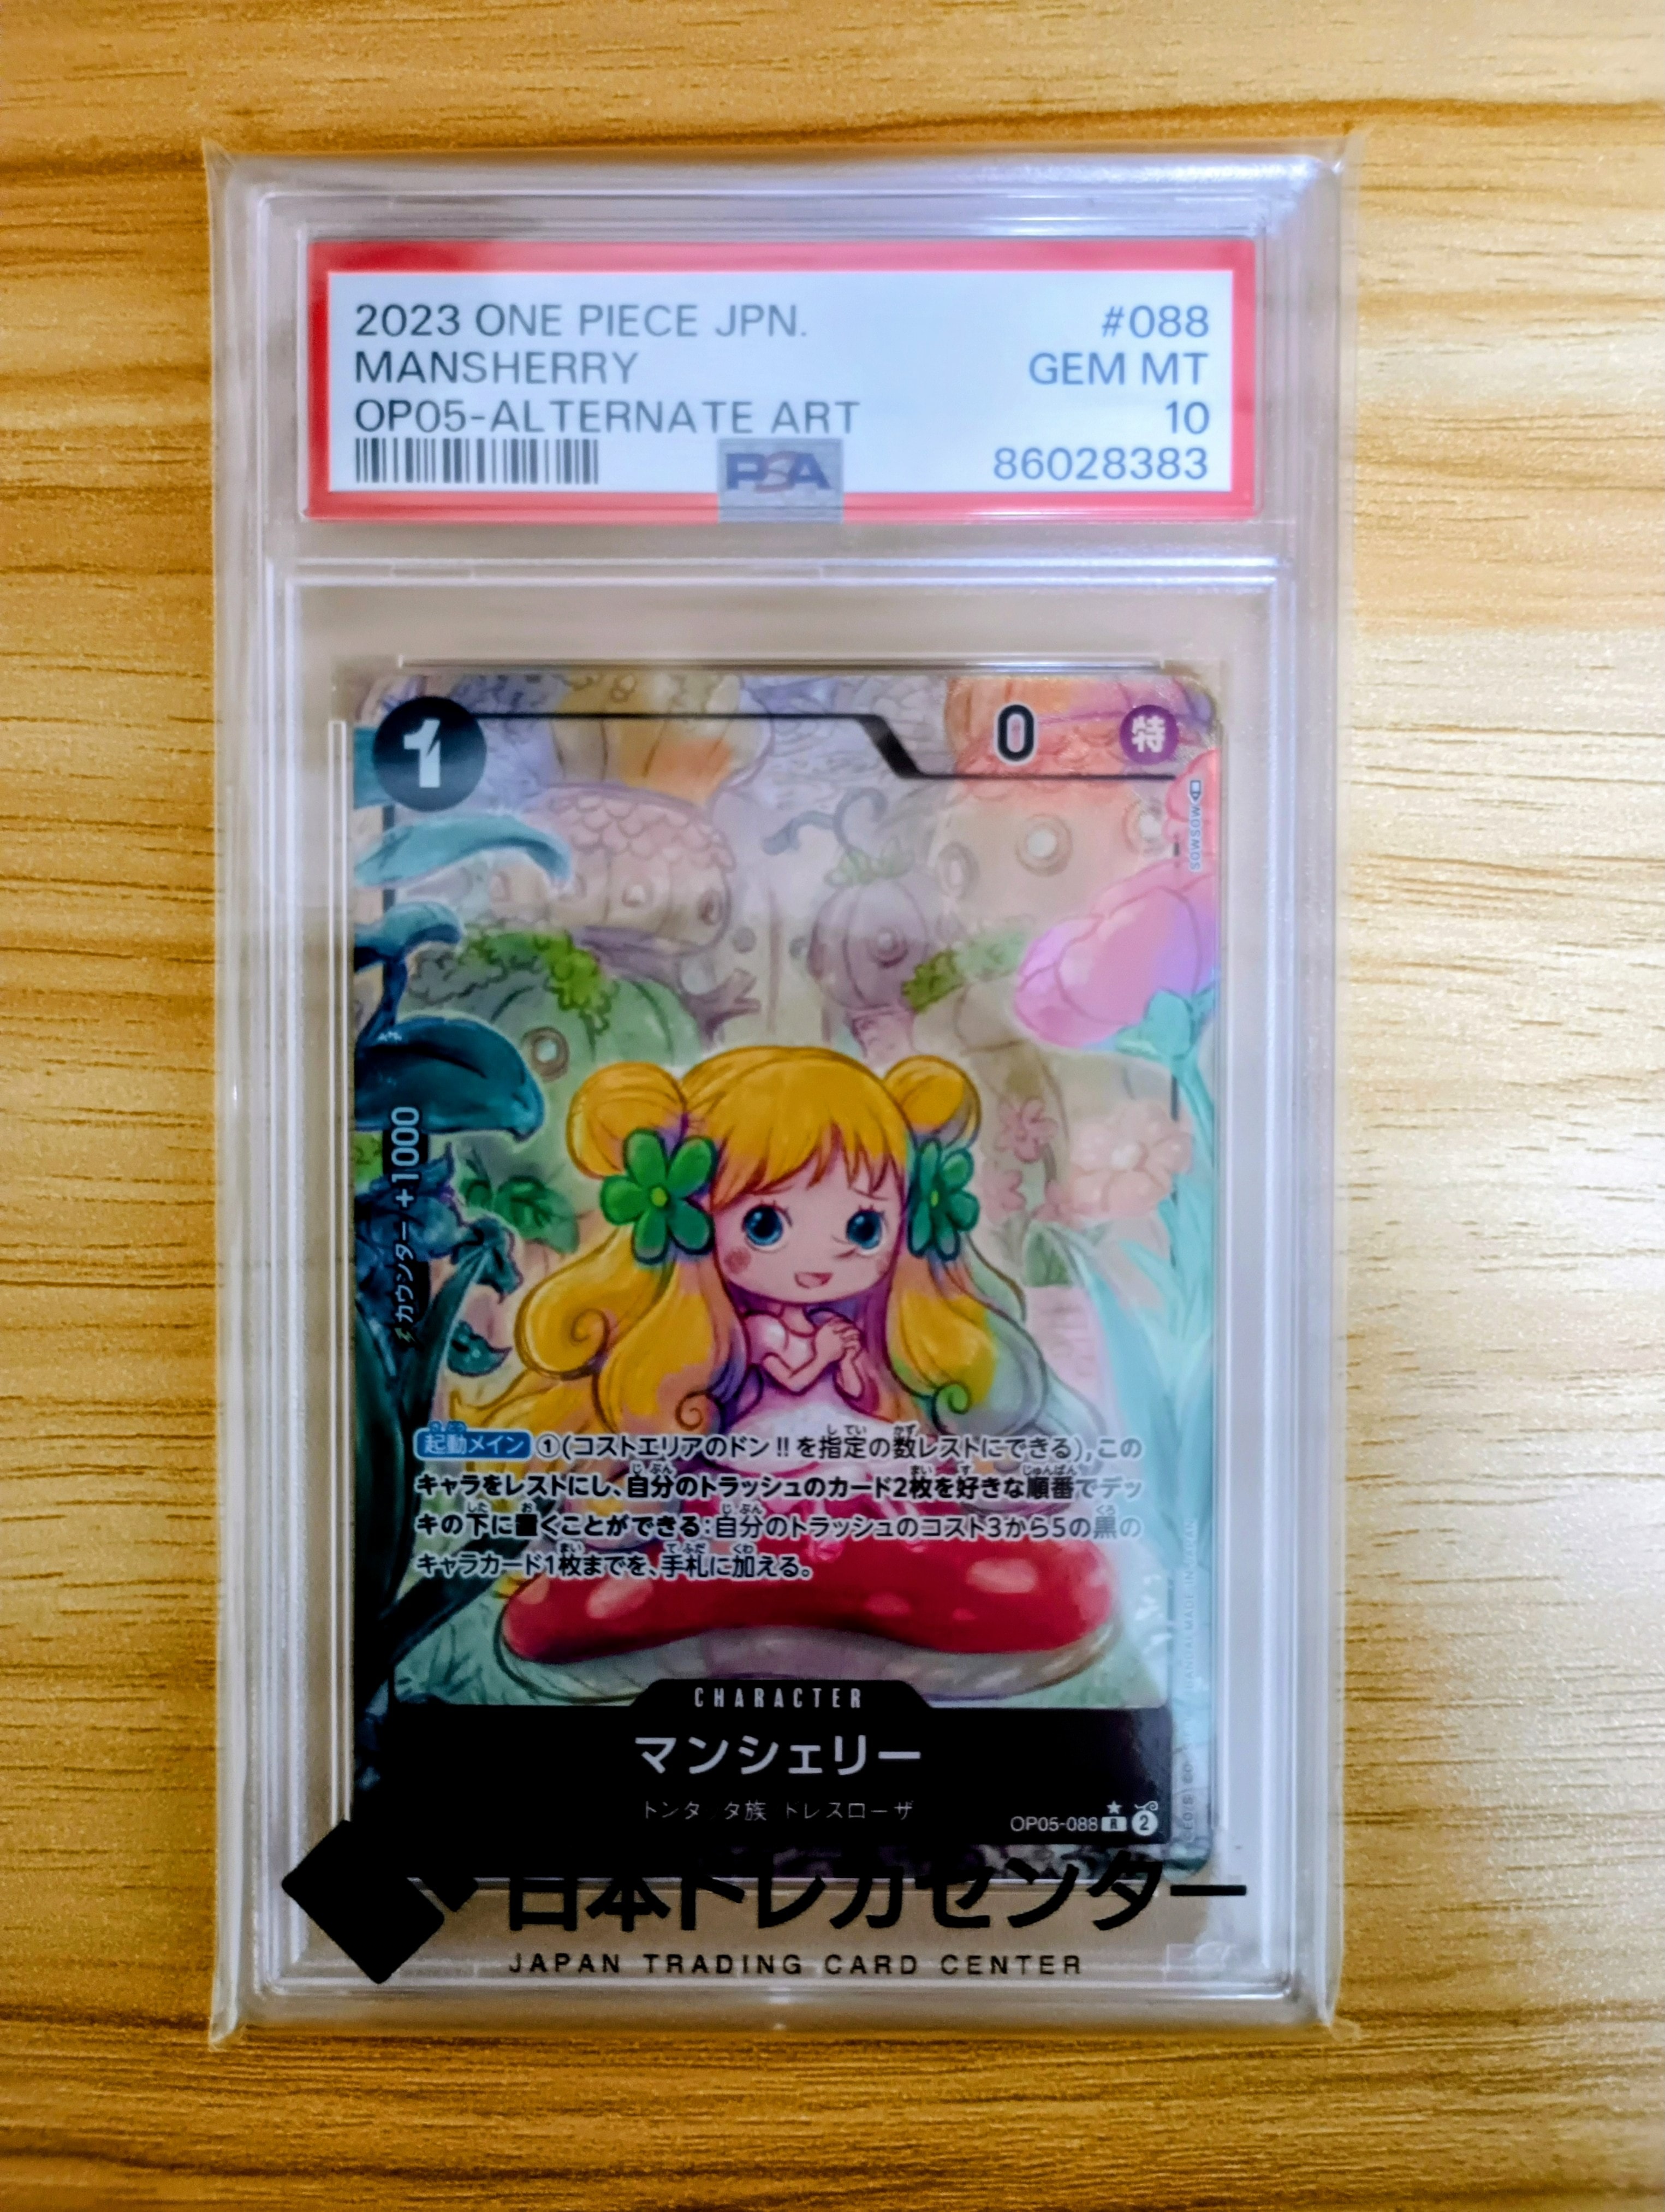 2023 ONE PIECE JPN. #088
MANSHERRY GEM MT
OP05-ALTERNATE ART 10
PSA 86028383
1 0 特
SOWSOW
カウンター +1000
起動メイン ①(コストエリアのドン!!を指定の数レストにできる),この
キャラをレストにし、自分のトラッシュのカード2枚を好きな順番でデッ
キの下に置くことができる:自分のトラッシュのコスト3から5の黒の
キャラカード1枚までを、手札に加える。
CHARACTER
マンシェリー
トンタッタ族 ドレスローザ
OP05-088 R 2
日本トレカセンター
JAPAN TRADING CARD CENTER